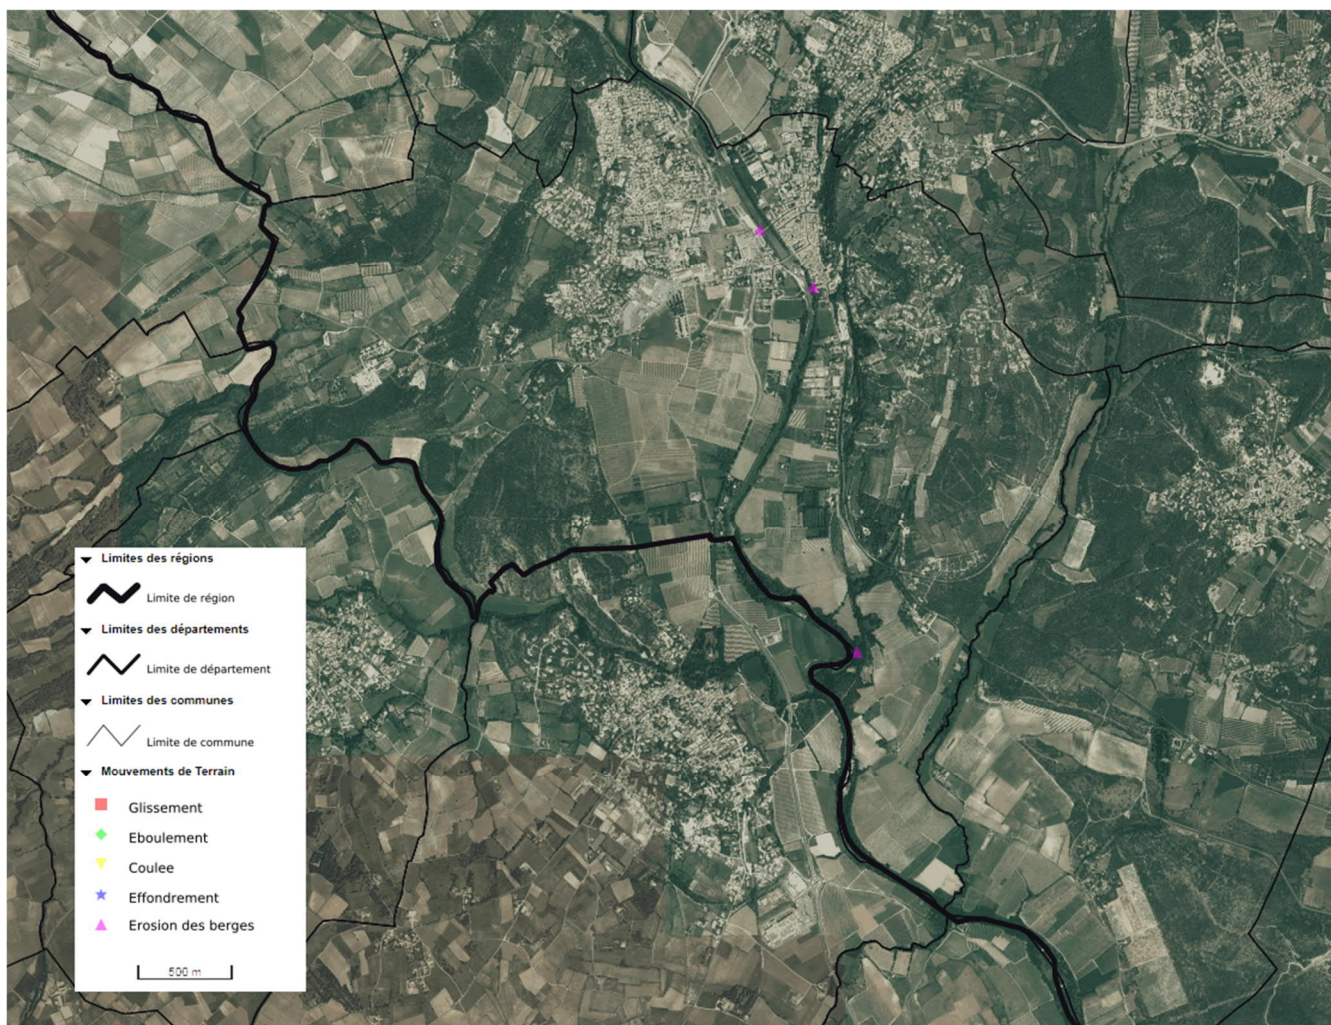 Limites des régions
Limite de région
Limites des départements
Limite de département
Limites des communes
Limite de commune
Mouvements de Terrain
Glissement
Eboulement
Coulee
Effondrement
Erosion des berges
500 m